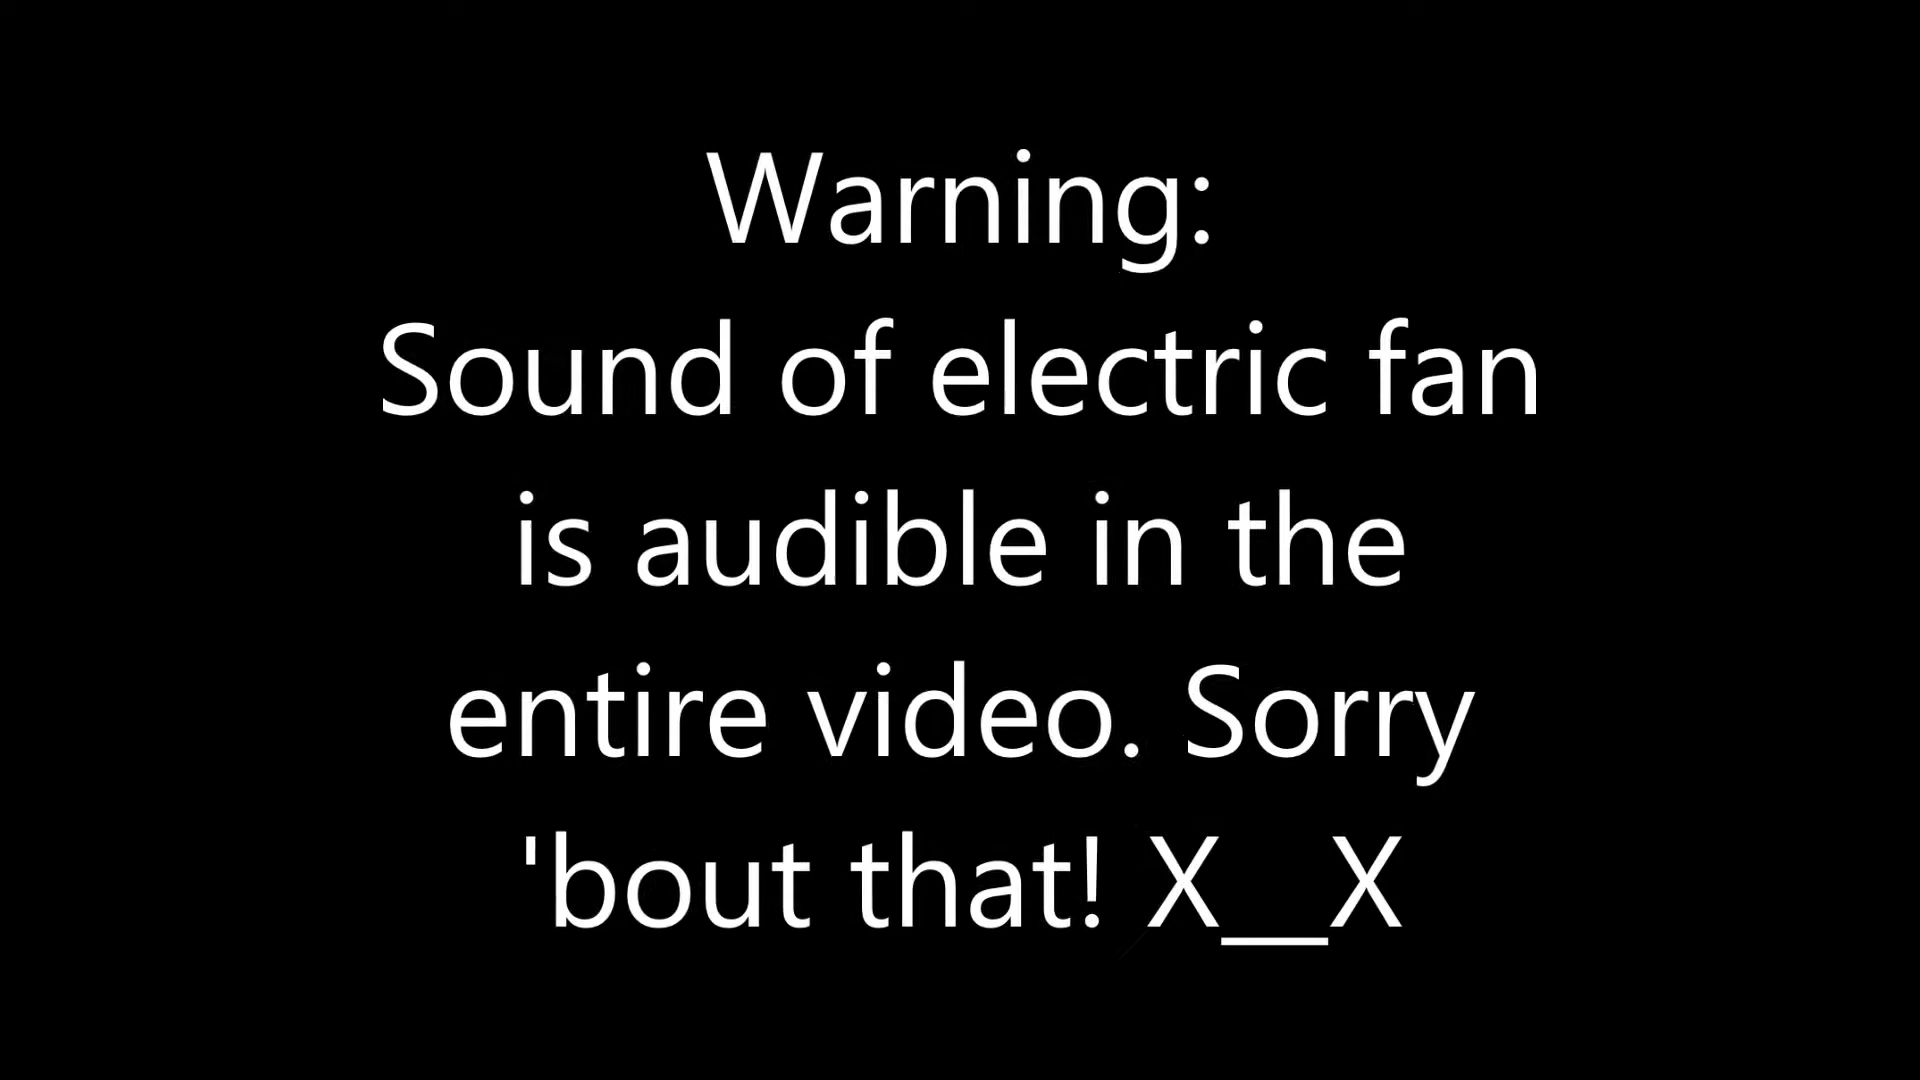 Warning:
Sound of electric fan
is audible in the
entire video. Sorry
'bout that! X__X